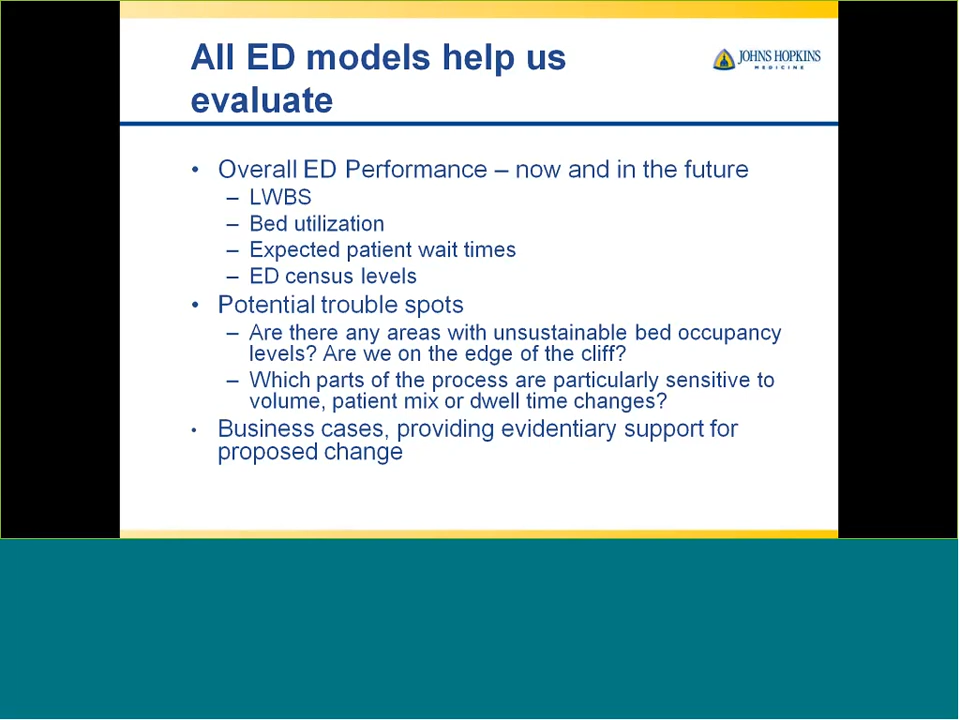 All ED models help us
evaluate
JOHNS HOPKINS
MEDICINE
• Overall ED Performance – now and in the future
– LWBS
– Bed utilization
– Expected patient wait times
– ED census levels
• Potential trouble spots
– Are there any areas with unsustainable bed occupancy
levels? Are we on the edge of the cliff?
– Which parts of the process are particularly sensitive to
volume, patient mix or dwell time changes?
• Business cases, providing evidentiary support for
proposed change